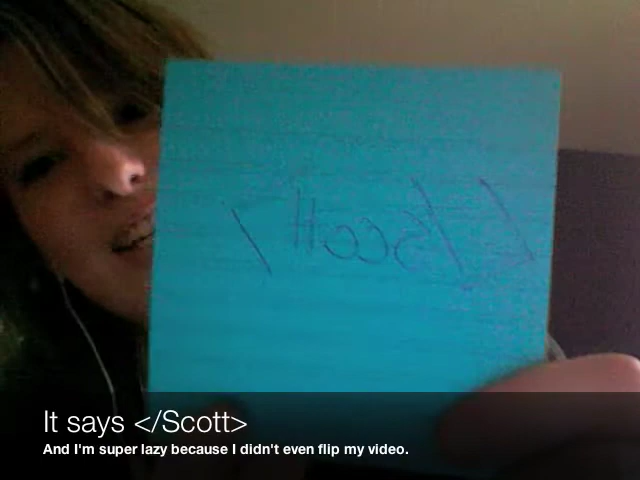 </Scott>
It says </Scott>
And I'm super lazy because I didn't even flip my video.